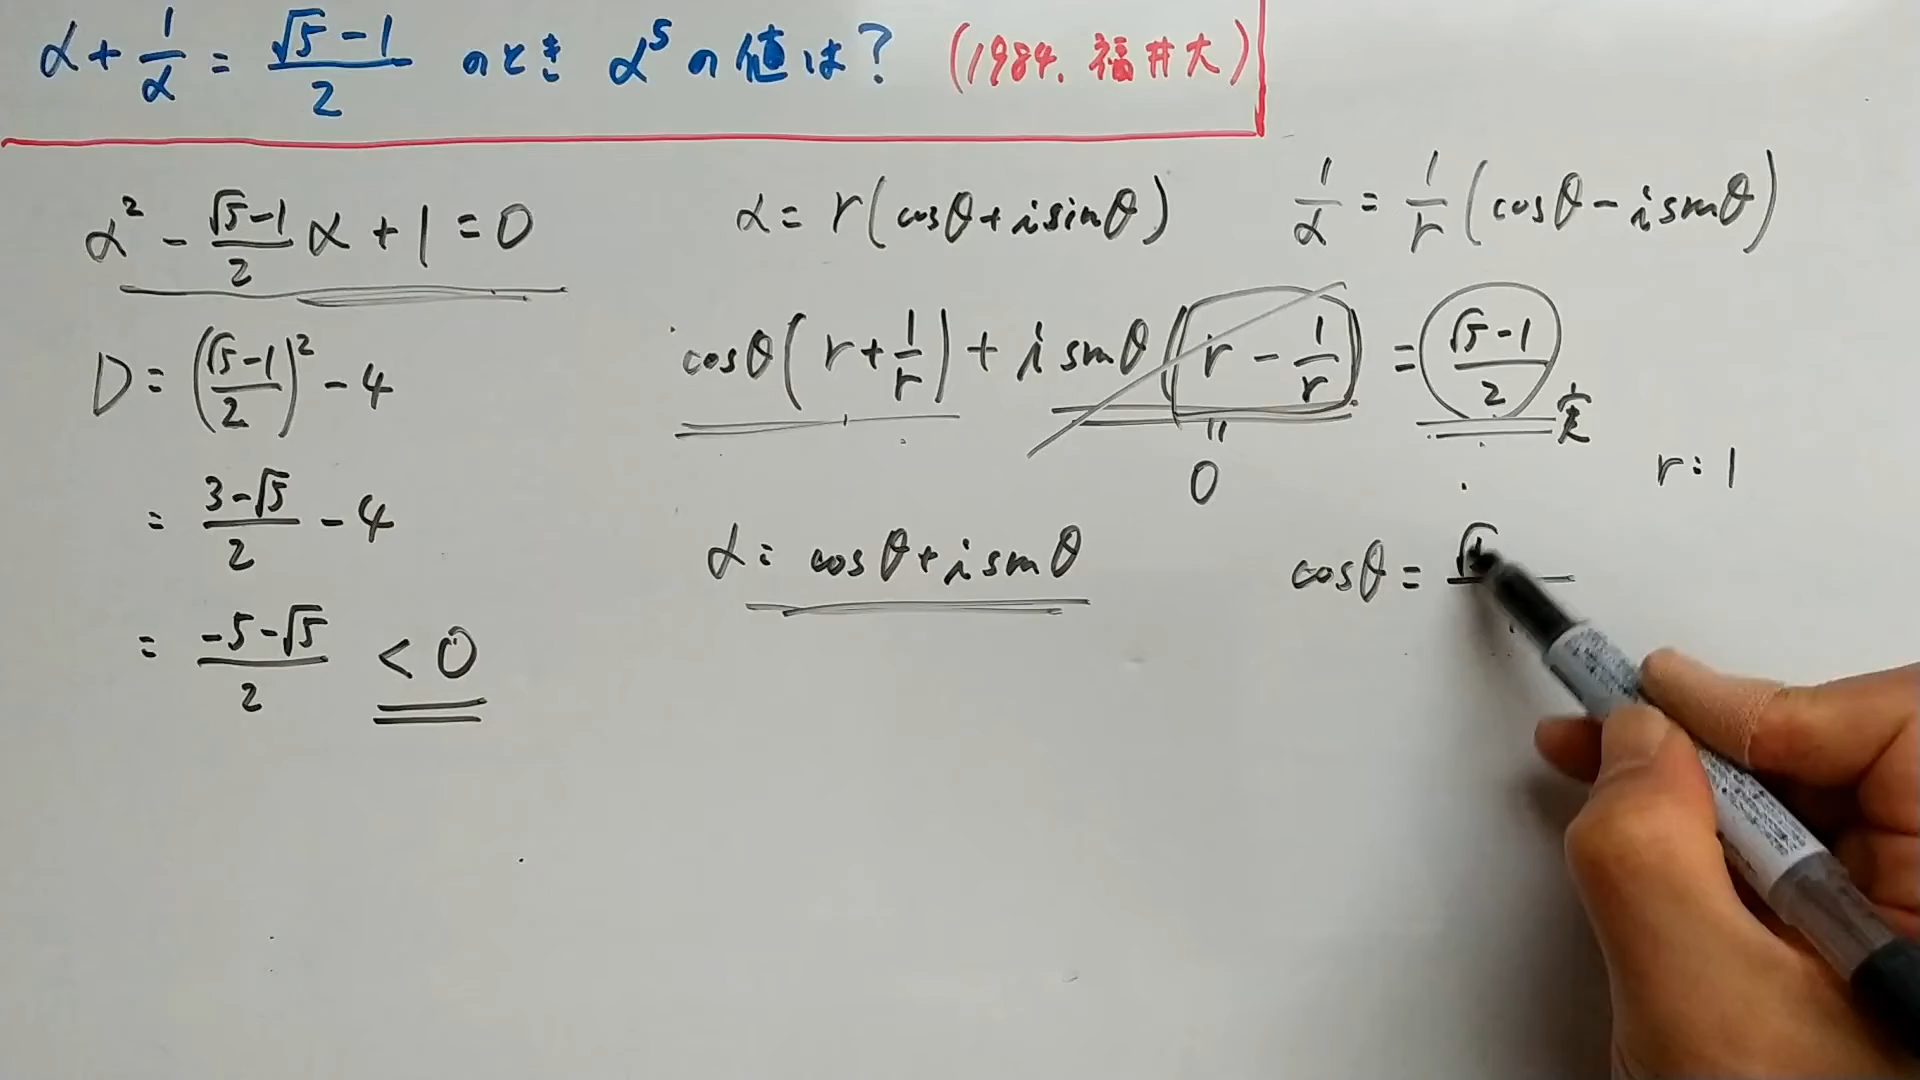 α + 1/α = (√5 - 1)/2 のとき α⁵ の値は? (1984. 福井大)
α² - (√5-1)/2 α + 1 = 0
D = ((√5-1)/2)² - 4
= (3-√5)/2 - 4
= (-5-√5)/2 < 0
α = r(cosθ + i sinθ)
1/α = 1/r (cosθ - i sinθ)
cosθ(r + 1/r) + i sinθ(r - 1/r) = (√5-1)/2 実
"
0
r = 1
α = cosθ + i sinθ
cosθ =